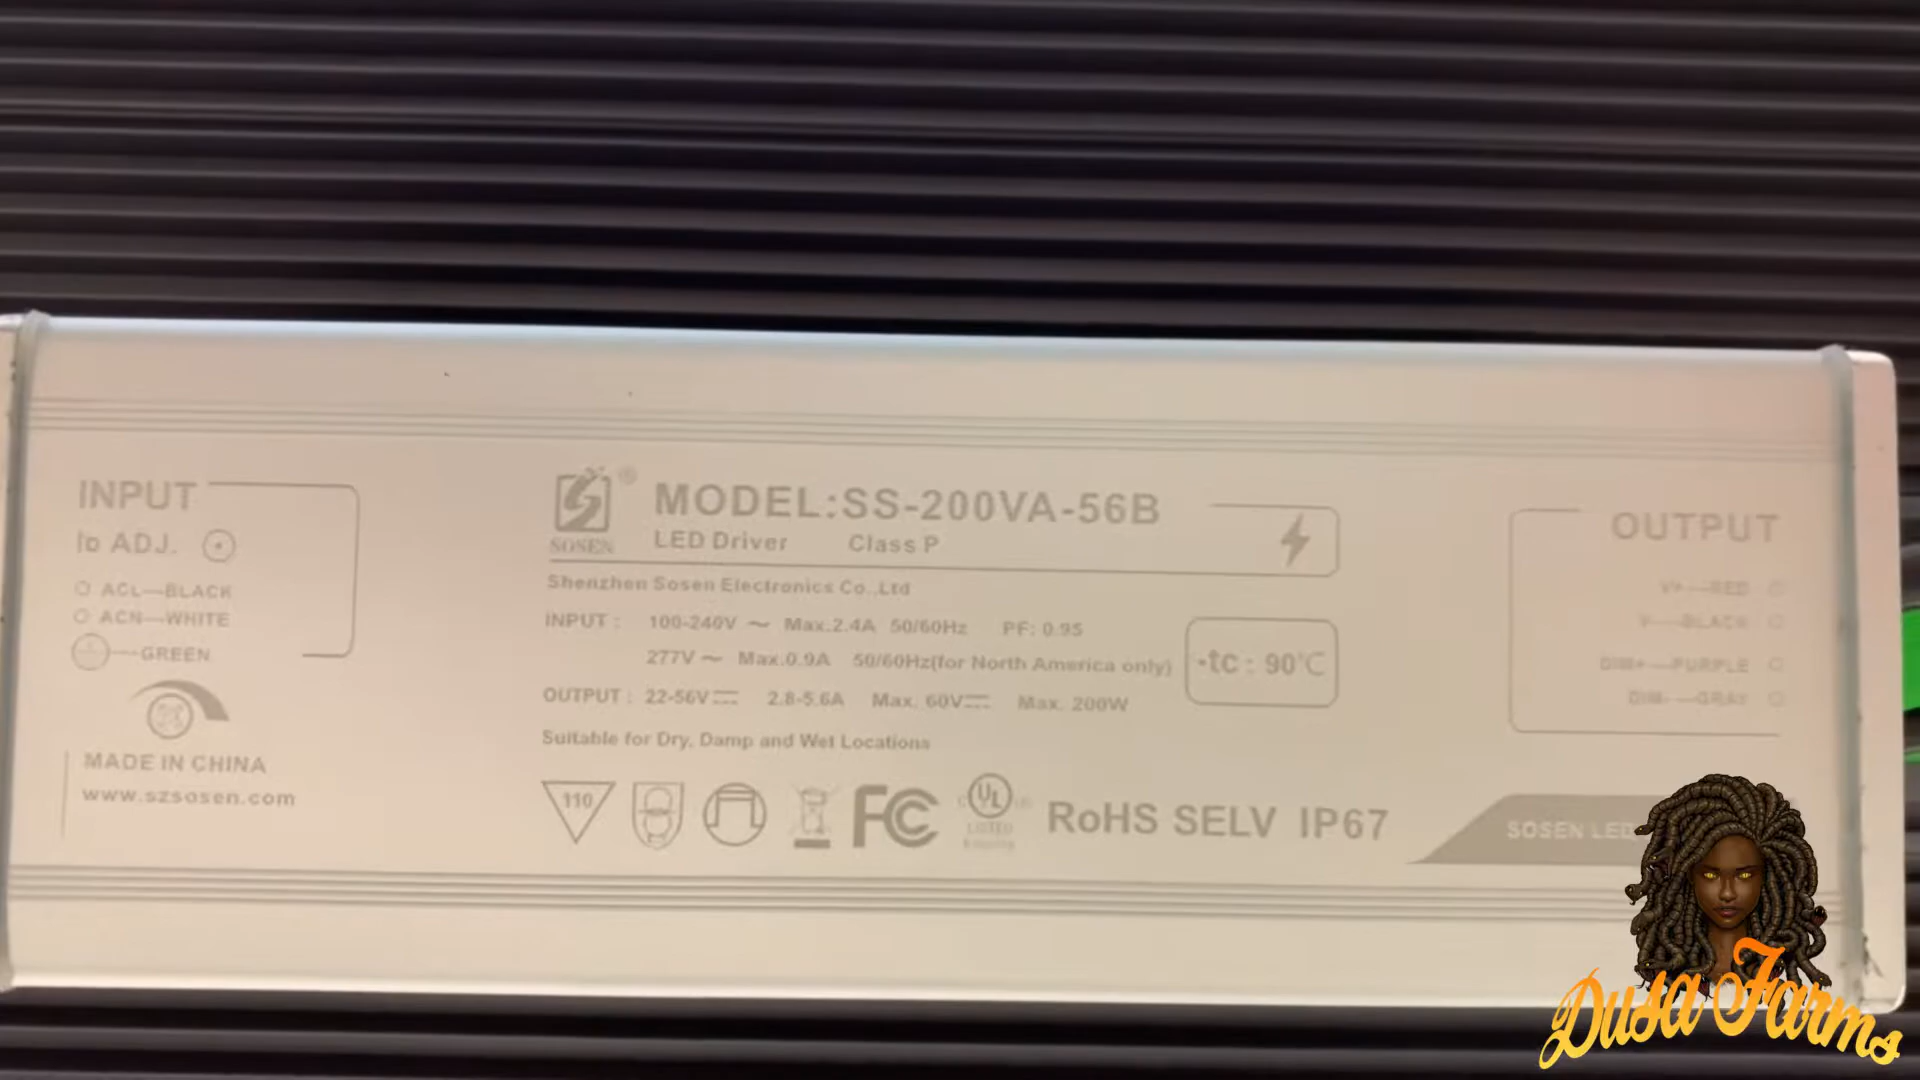 INPUT
Io ADJ.
ACL—BLACK
ACN—WHITE
—GREEN
MADE IN CHINA
www.szsosen.com
SOSEN ®
MODEL:SS-200VA-56B
LED Driver Class P
Shenzhen Sosen Electronics Co.,Ltd
INPUT : 100-240V ～ Max.2.4A 50/60Hz PF: 0.95
277V ～ Max.0.9A 50/60Hz(for North America only)
•tc : 90℃
OUTPUT : 22-56V⎓ 2.8-5.6A Max. 60V⎓ Max. 200W
Suitable for Dry, Damp and Wet Locations
110
FC
c UL us
LISTED
RoHS SELV IP67
OUTPUT
V+—RED
V-—BLACK
DIM+—PURPLE
DIM-—GRAY
SOSEN LED
Dusa Farms